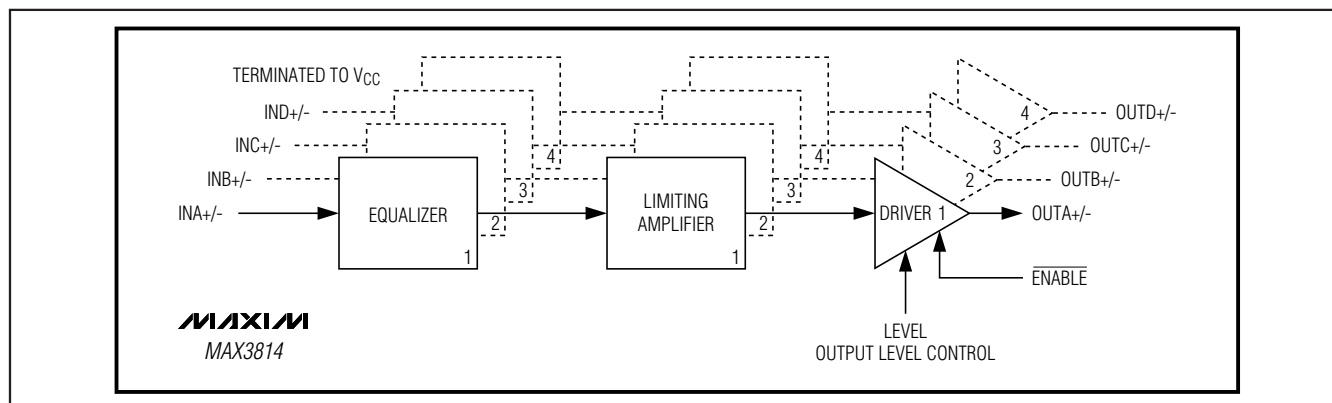 TERMINATED TO VCC
IND+/-
4
OUTD+/-
INC+/-
4
4
3
OUTC+/-
INB+/-
3
3
2
OUTB+/-
INA+/-
EQUALIZER
2
1
LIMITING
AMPLIFIER
2
1
DRIVER 1
OUTA+/-
ENABLE
MAXIM
MAX3814
LEVEL
OUTPUT LEVEL CONTROL